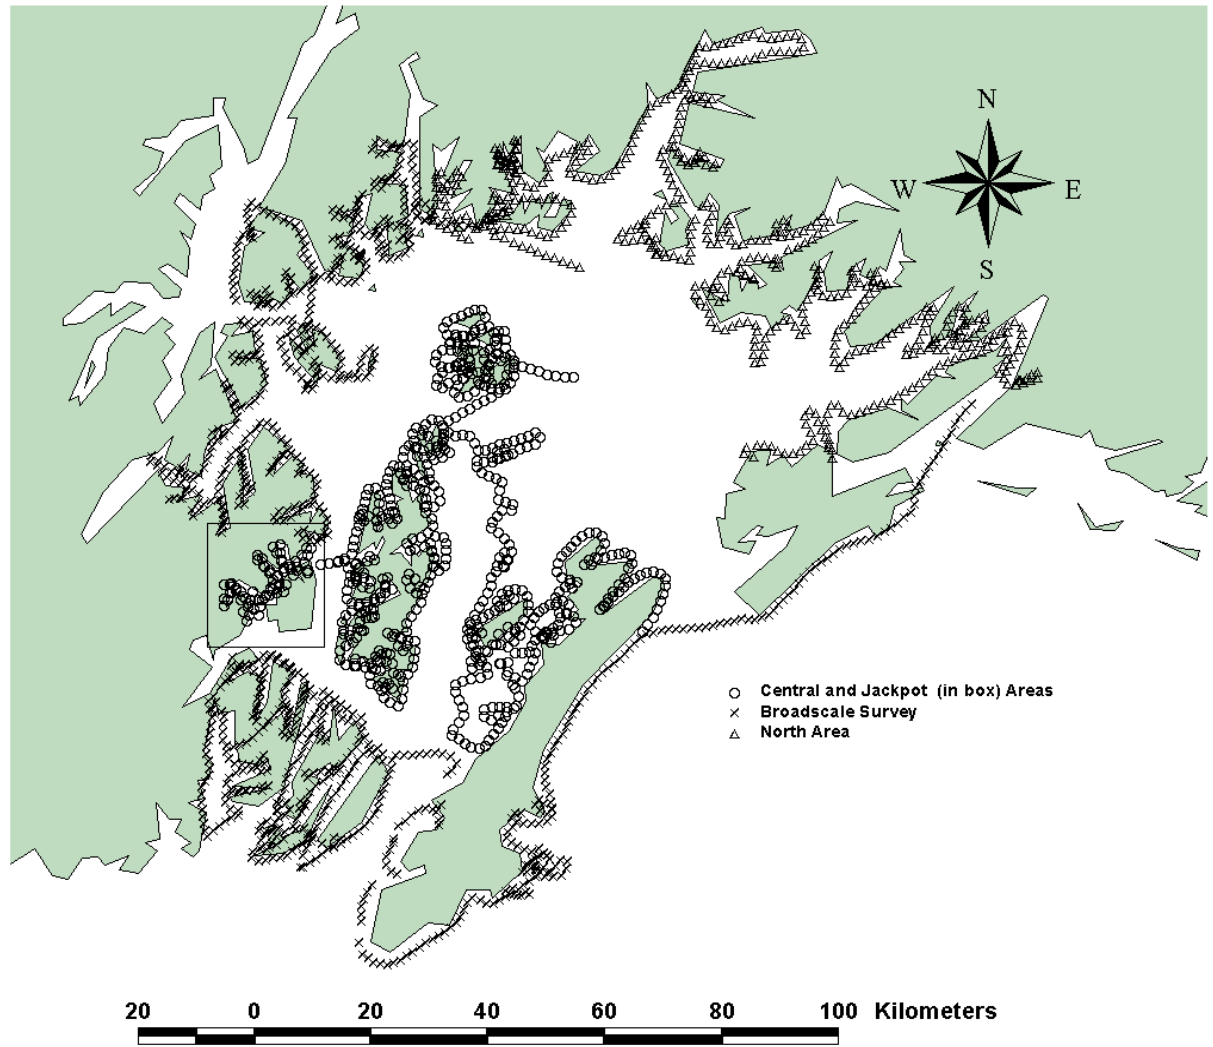 N
W E
S
Central and Jackpot (in box) Areas
Broadscale Survey
North Area
20 0 20 40 60 80 100 Kilometers